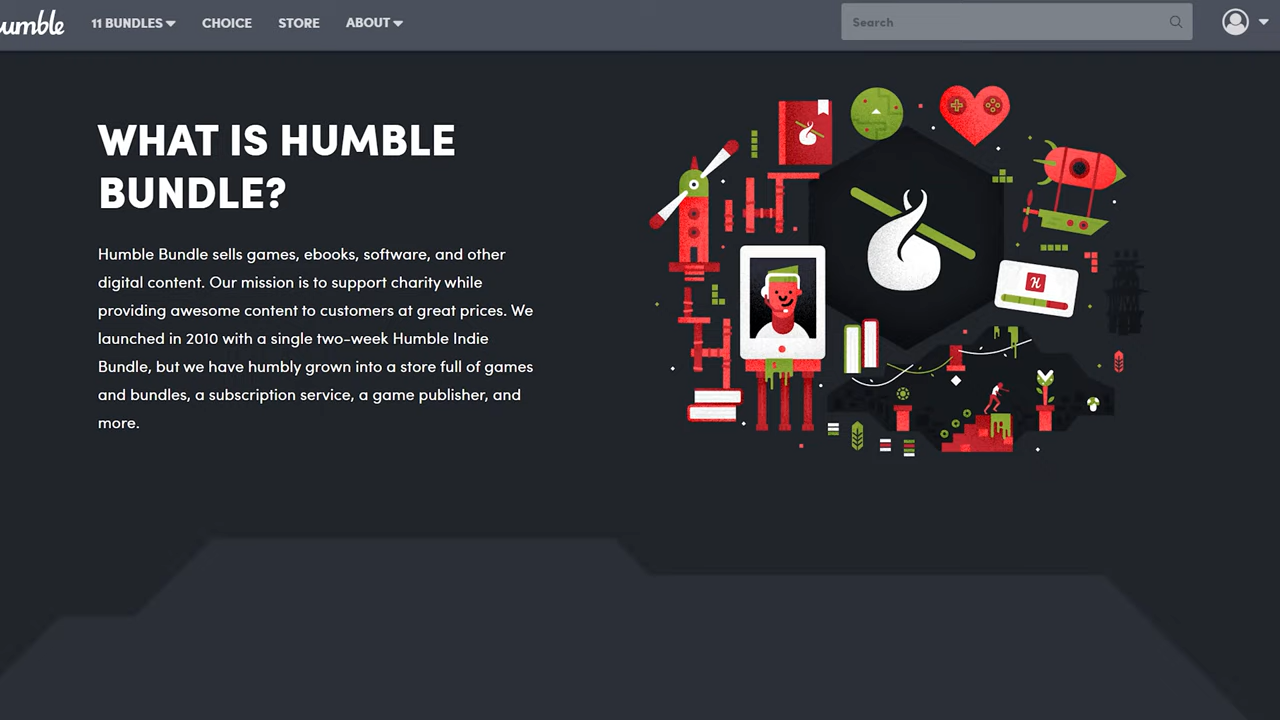 umble
11 BUNDLES CHOICE STORE ABOUT Search
WHAT IS HUMBLE
BUNDLE?
Humble Bundle sells games, ebooks, software, and other
digital content. Our mission is to support charity while
providing awesome content to customers at great prices. We
launched in 2010 with a single two-week Humble Indie
Bundle, but we have humbly grown into a store full of games
and bundles, a subscription service, a game publisher, and
more.
H